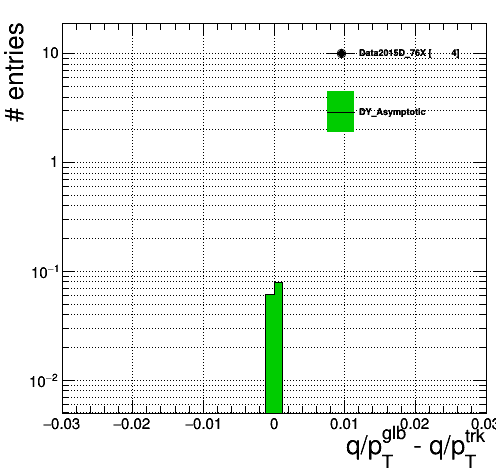 # entries
10
Data2015D_76X [ 4]
DY_Asymptotic
1
10⁻¹
10⁻²
−0.03 −0.02 −0.01 0 0.01 0.02 0.03
q/p_T^glb - q/p_T^trk